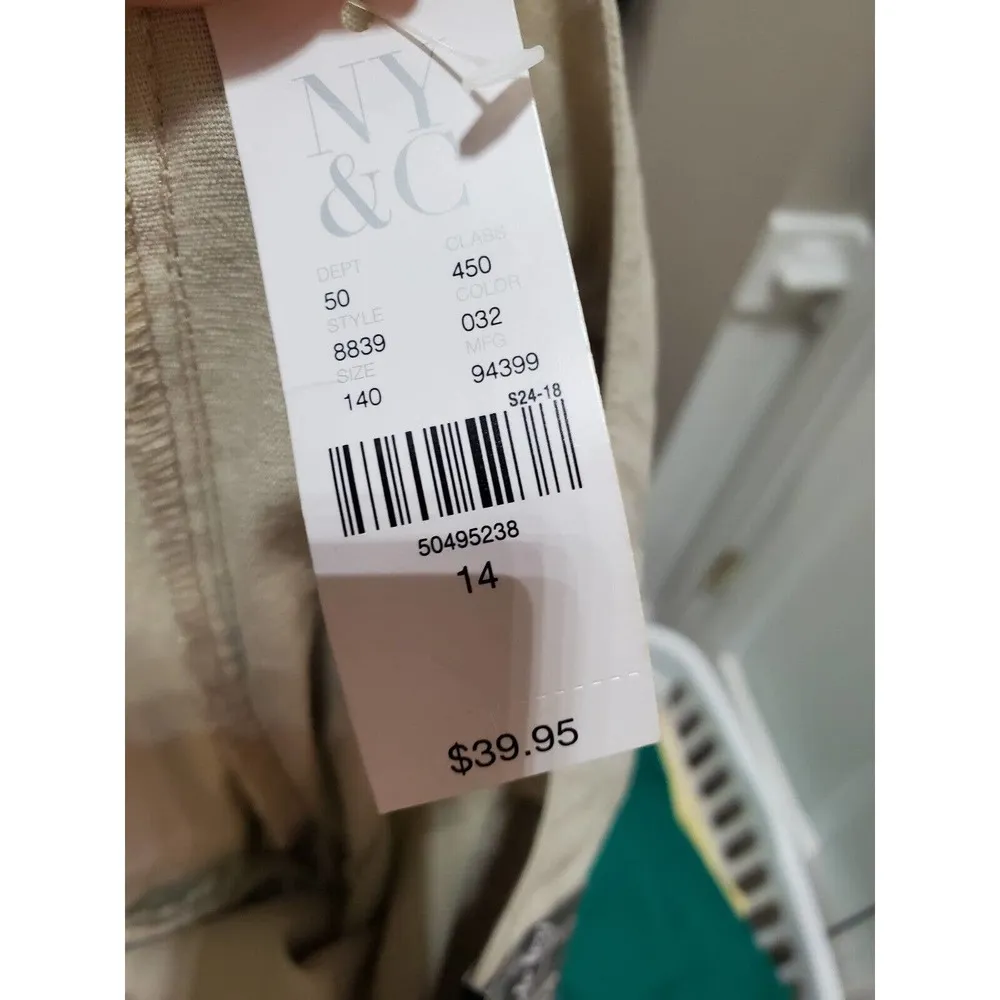 NY
&C
DEPT CLASS
50 450
STYLE COLOR
8839 032
SIZE MFG
140 94399
S24-18
50495238
14
$39.95